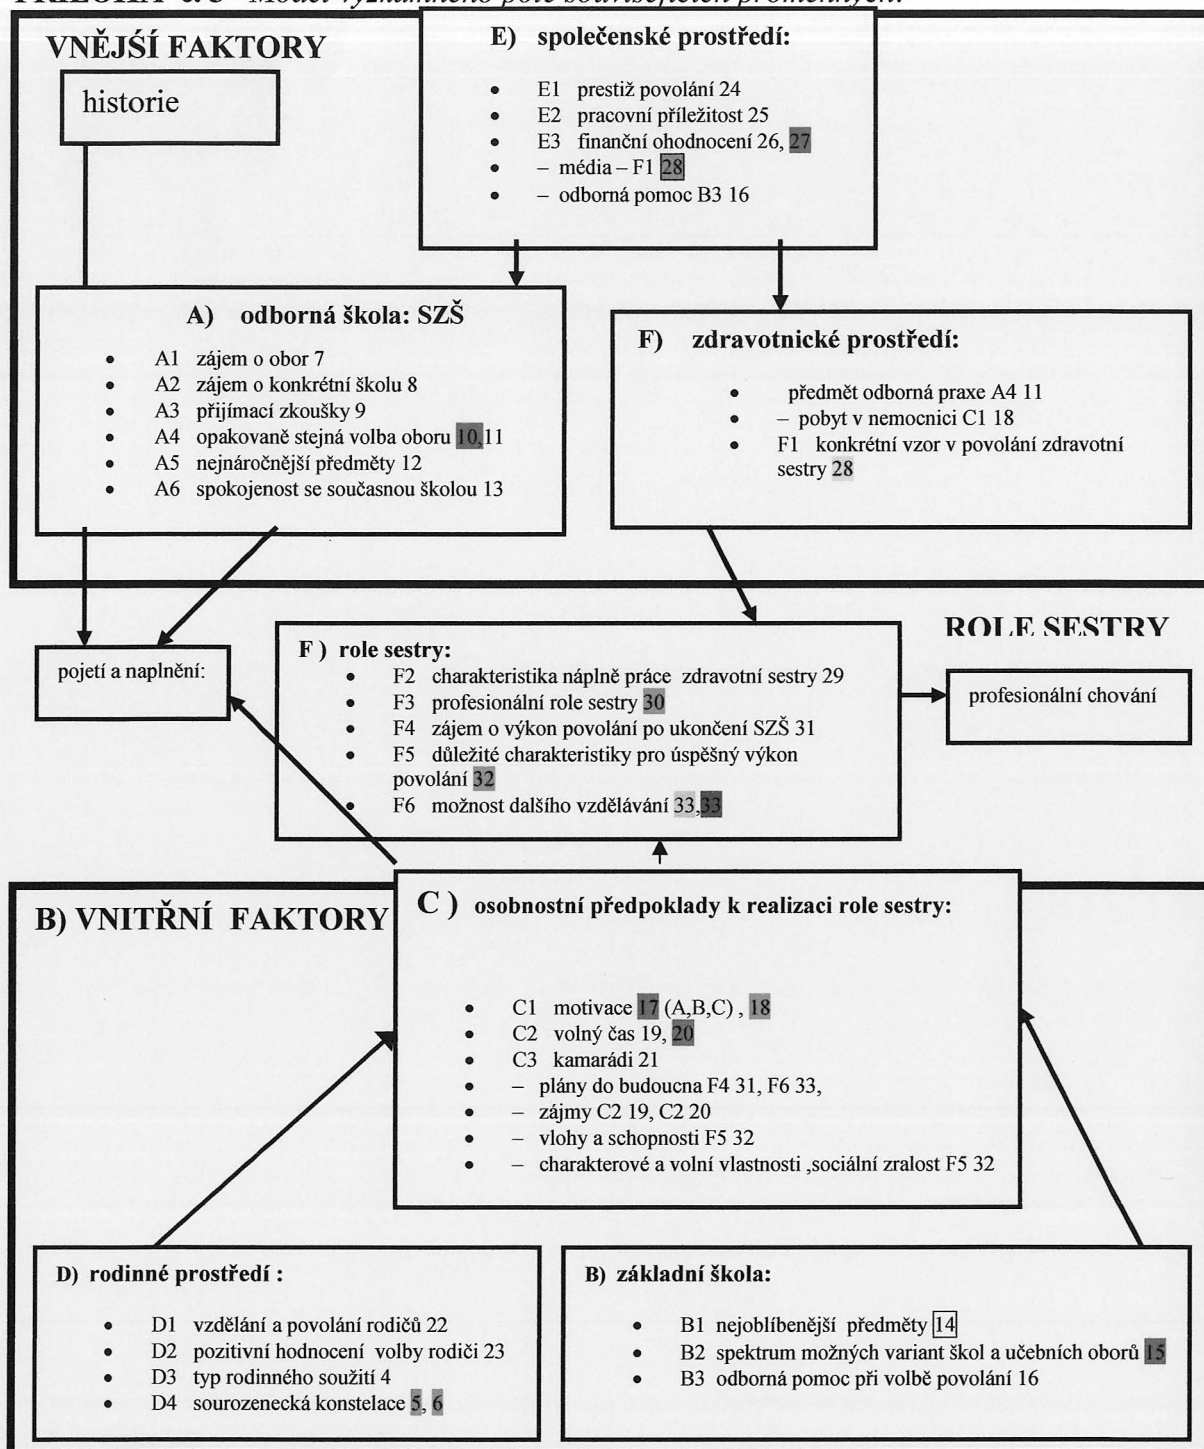 PŘÍLOHA č. 3 Model významného pole souvisejících proměnných.
VNĚJŠÍ FAKTORY
historie
E) společenské prostředí:
• E1 prestiž povolání 24
• E2 pracovní příležitost 25
• E3 finanční ohodnocení 26, 27
• – média – F1 28
• – odborná pomoc B3 16
A) odborná škola: SZŠ
• A1 zájem o obor 7
• A2 zájem o konkrétní školu 8
• A3 přijímací zkoušky 9
• A4 opakovaně stejná volba oboru 10,11
• A5 nejnáročnější předměty 12
• A6 spokojenost se současnou školou 13
F) zdravotnické prostředí:
• předmět odborná praxe A4 11
• – pobyt v nemocnici C1 18
• F1 konkrétní vzor v povolání zdravotní
sestry 28
ROLE SESTRY
pojetí a naplnění:
F ) role sestry:
• F2 charakteristika náplně práce zdravotní sestry 29
• F3 profesionální role sestry 30
• F4 zájem o výkon povolání po ukončení SZŠ 31
• F5 důležité charakteristiky pro úspěšný výkon
povolání 32
• F6 možnost dalšího vzdělávání 33,33
profesionální chování
B) VNITŘNÍ FAKTORY
C ) osobnostní předpoklady k realizaci role sestry:
• C1 motivace 17 (A,B,C) , 18
• C2 volný čas 19, 20
• C3 kamarádi 21
• – plány do budoucna F4 31, F6 33,
• – zájmy C2 19, C2 20
• – vlohy a schopnosti F5 32
• – charakterové a volní vlastnosti ,sociální zralost F5 32
D) rodinné prostředí :
• D1 vzdělání a povolání rodičů 22
• D2 pozitivní hodnocení volby rodiči 23
• D3 typ rodinného soužití 4
• D4 sourozenecká konstelace 5, 6
B) základní škola:
• B1 nejoblíbenější předměty 14
• B2 spektrum možných variant škol a učebních oborů 15
• B3 odborná pomoc při volbě povolání 16